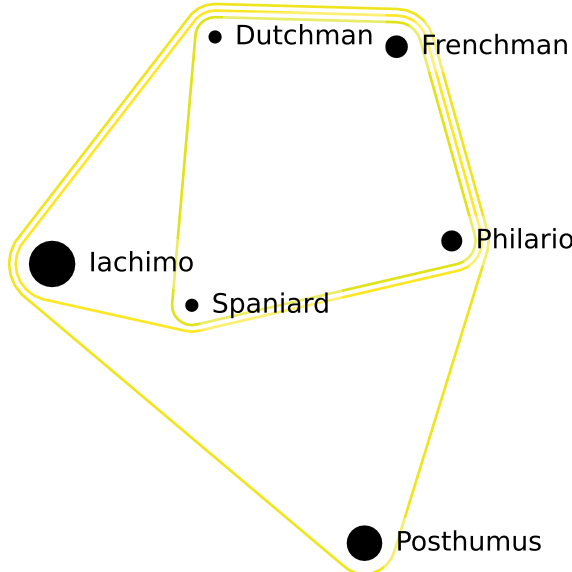 Dutchman
Frenchman
Philario
Iachimo
Spaniard
Posthumus